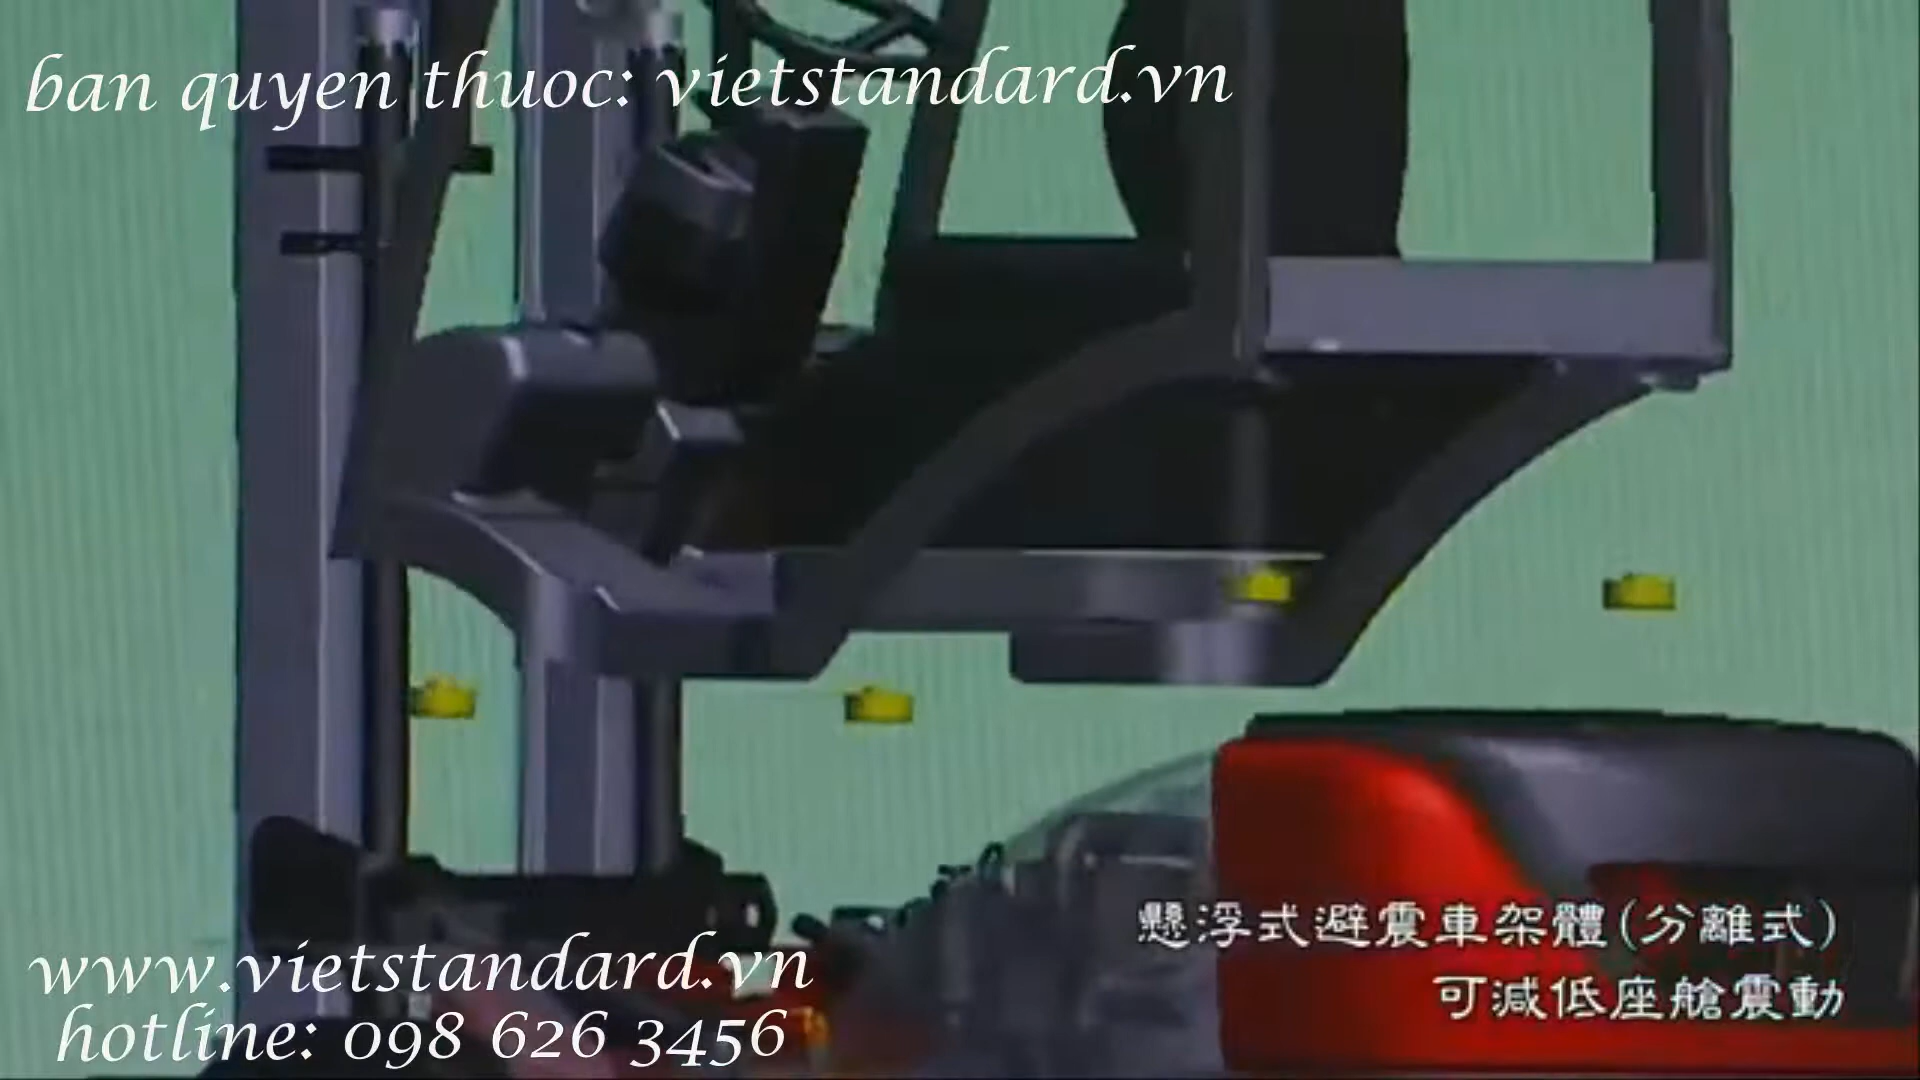 ban quyen thuoc: vietstandard.vn
懸浮式避震車架體(分離式)
可減低座艙震動
www.vietstandard.vn
hotline: 098 626 3456